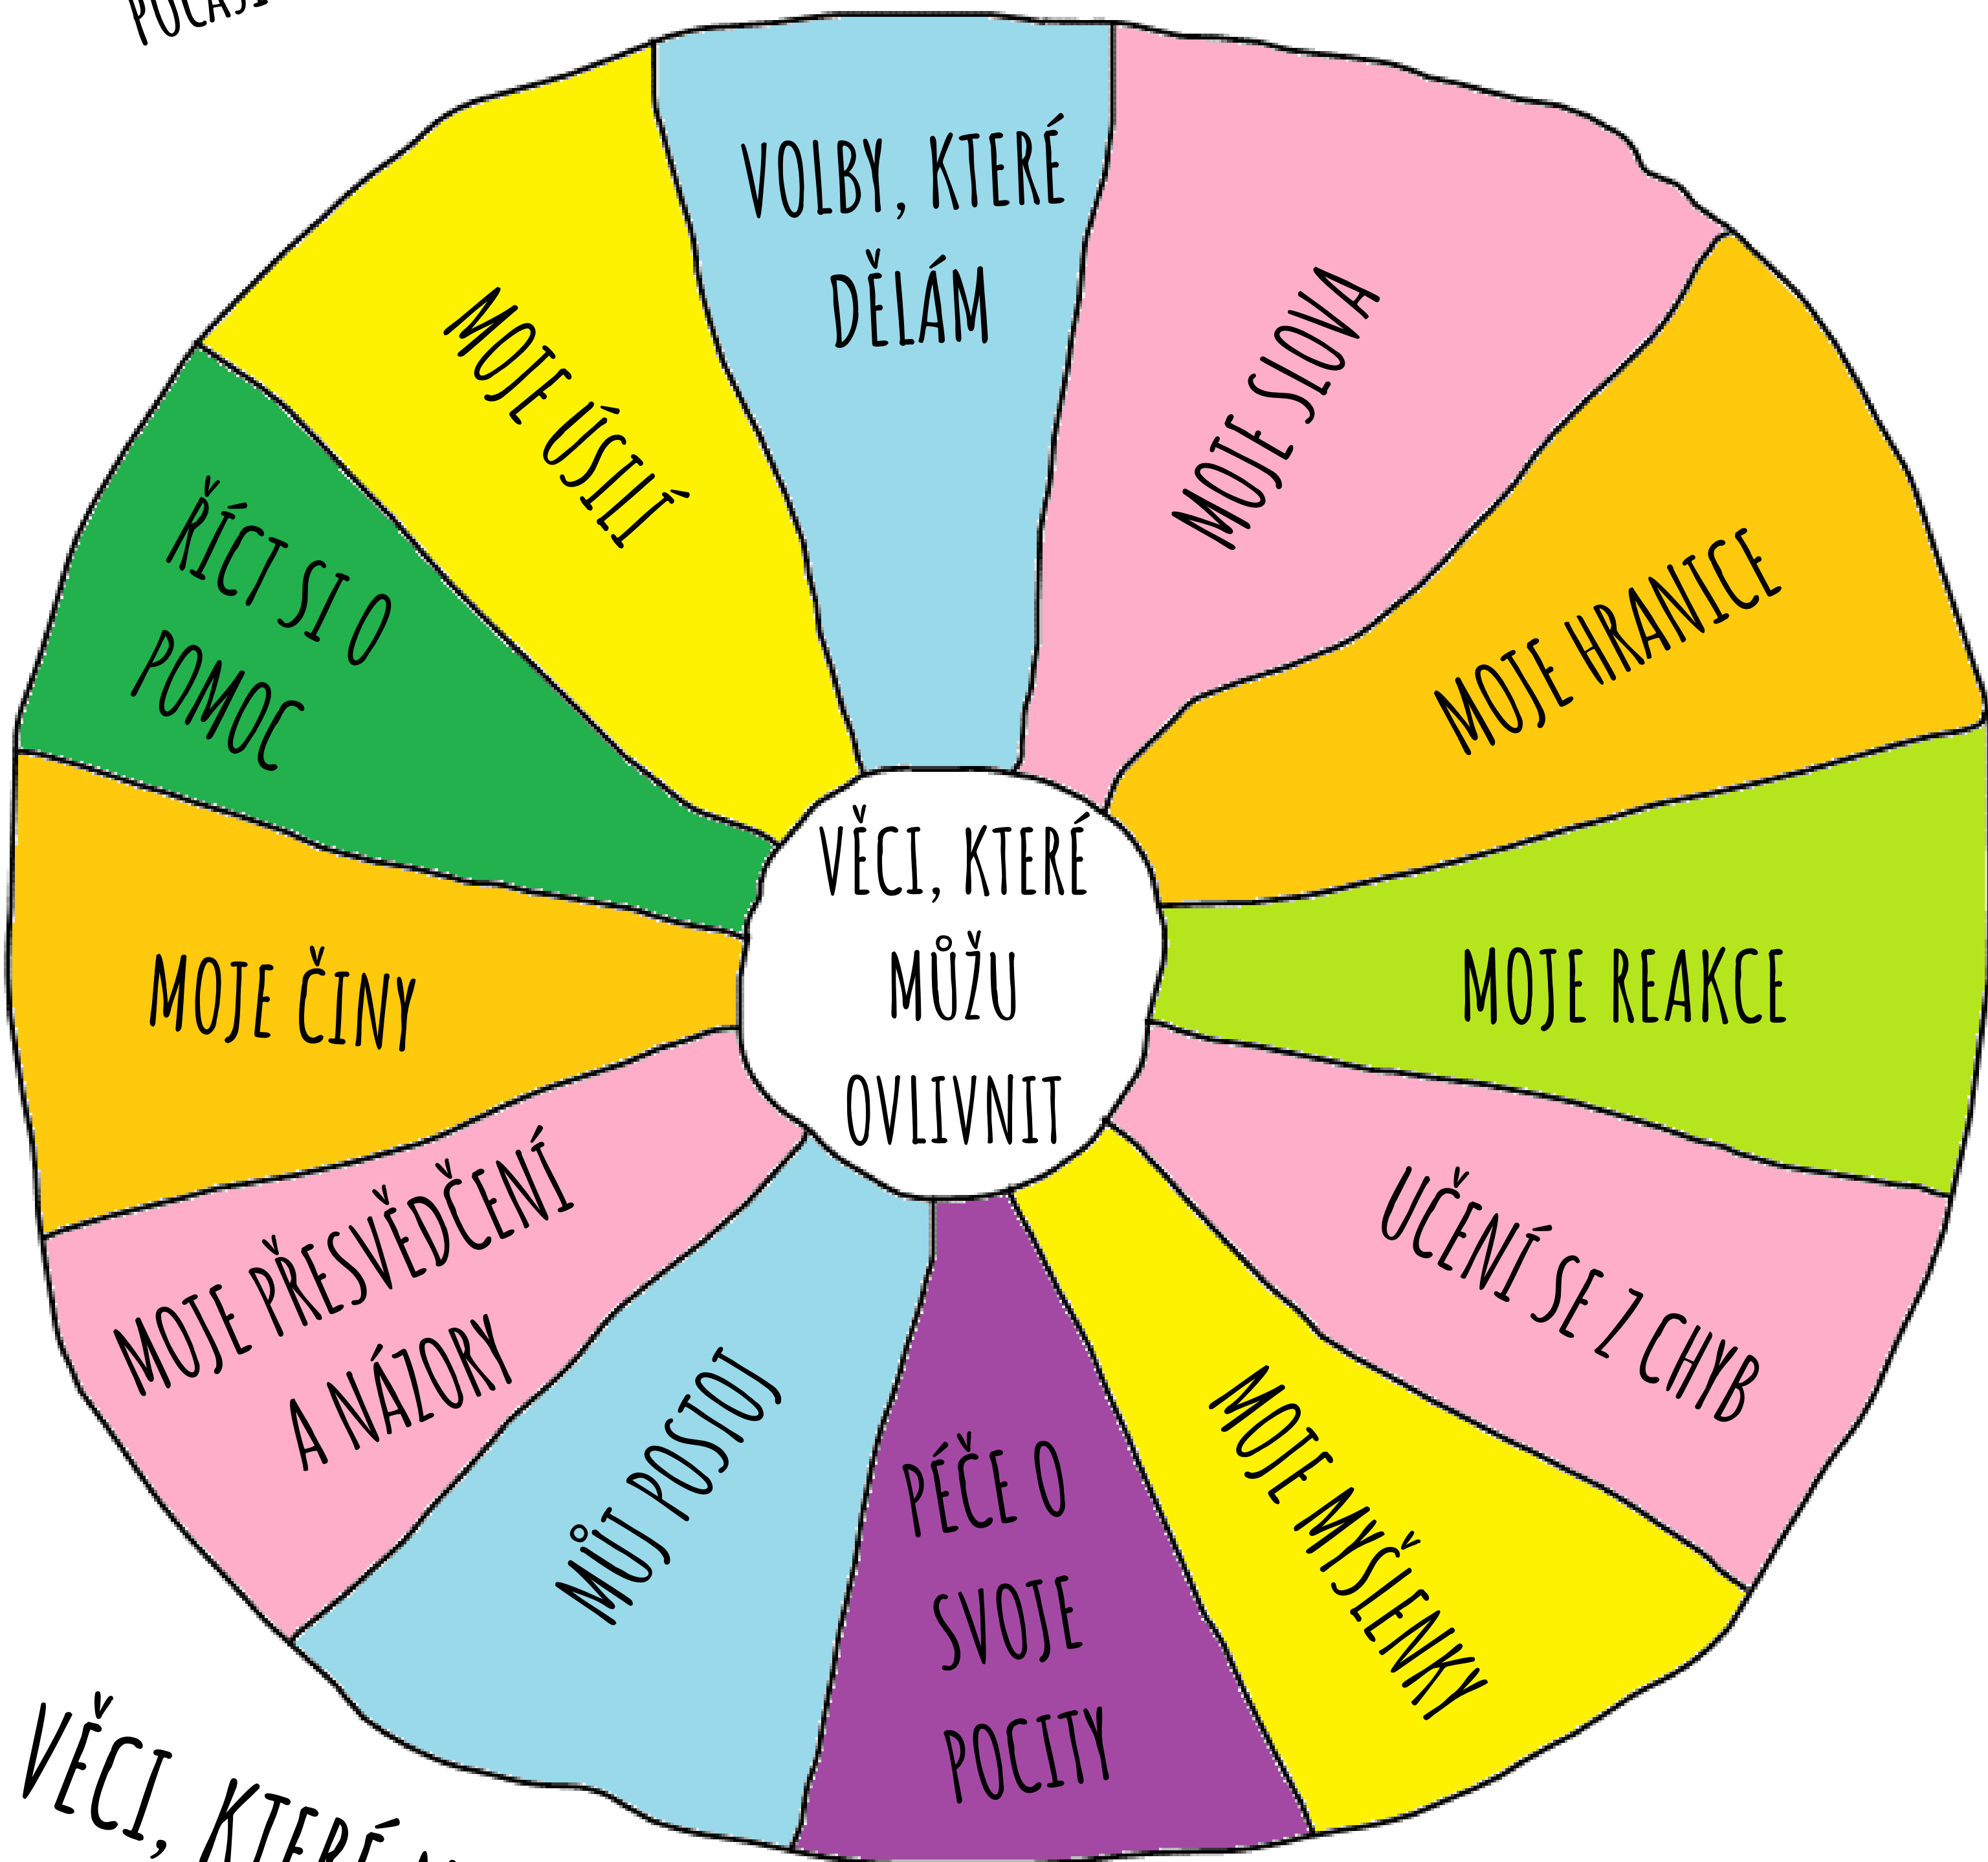 VOLBY, KTERÉ
DĚLÁM
MOJE SLOVA
MOJE HRANICE
MOJE REAKCE
UČENÍ SE Z CHYB
MOJE MYŠLENKY
PÉČE O
SVOJE
POCITY
MŮJ POSTOJ
MOJE PŘESVĚDČENÍ
A NÁZORY
MOJE ČINY
ŘÍCT SI O
POMOC
MOJE ÚSILÍ
VĚCI, KTERÉ
MŮŽU
OVLIVNIT
VĚCI, KTERÉ